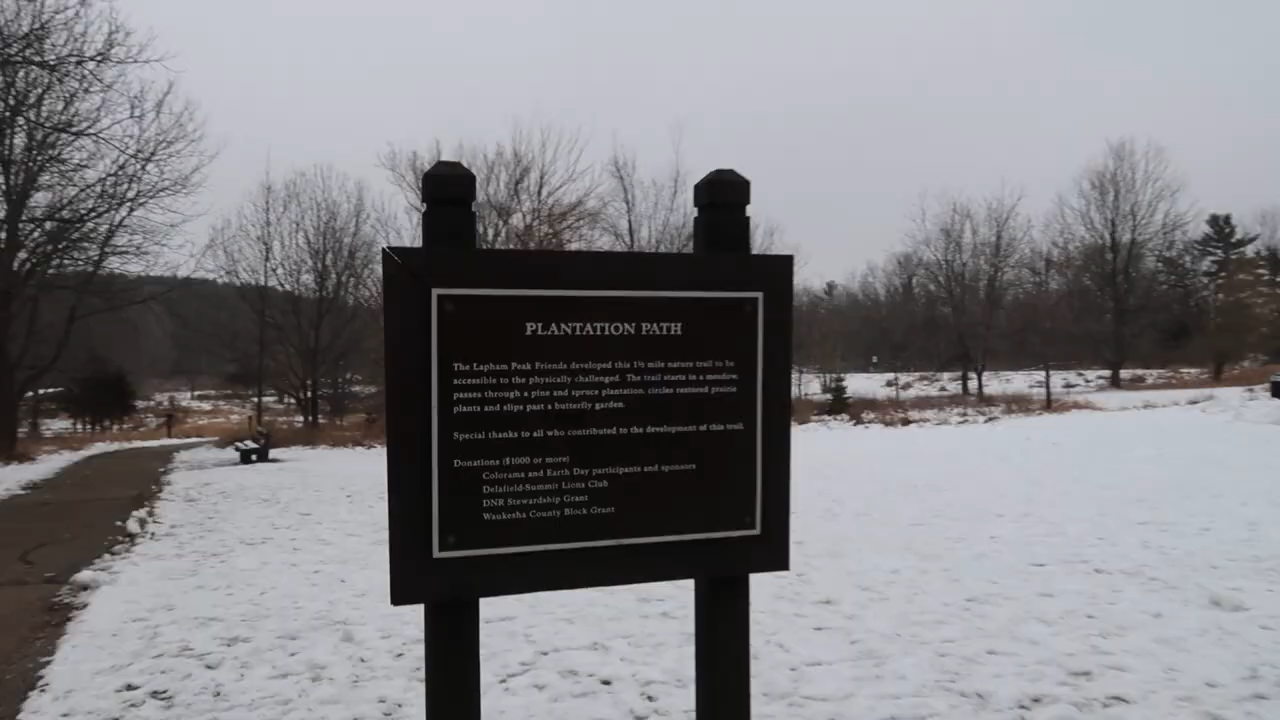 PLANTATION PATH
The Lapham Peak Friends developed this 1½ mile nature trail to be
accessible to the physically challenged. The trail starts in a meadow,
passes through a pine and spruce plantation, circles restored prairie
plants and slips past a butterfly garden.
Special thanks to all who contributed to the development of this trail.
Donations ($1000 or more)
Colorama and Earth Day participants and sponsors
Delafield-Summit Lions Club
DNR Stewardship Grant
Waukesha County Block Grant